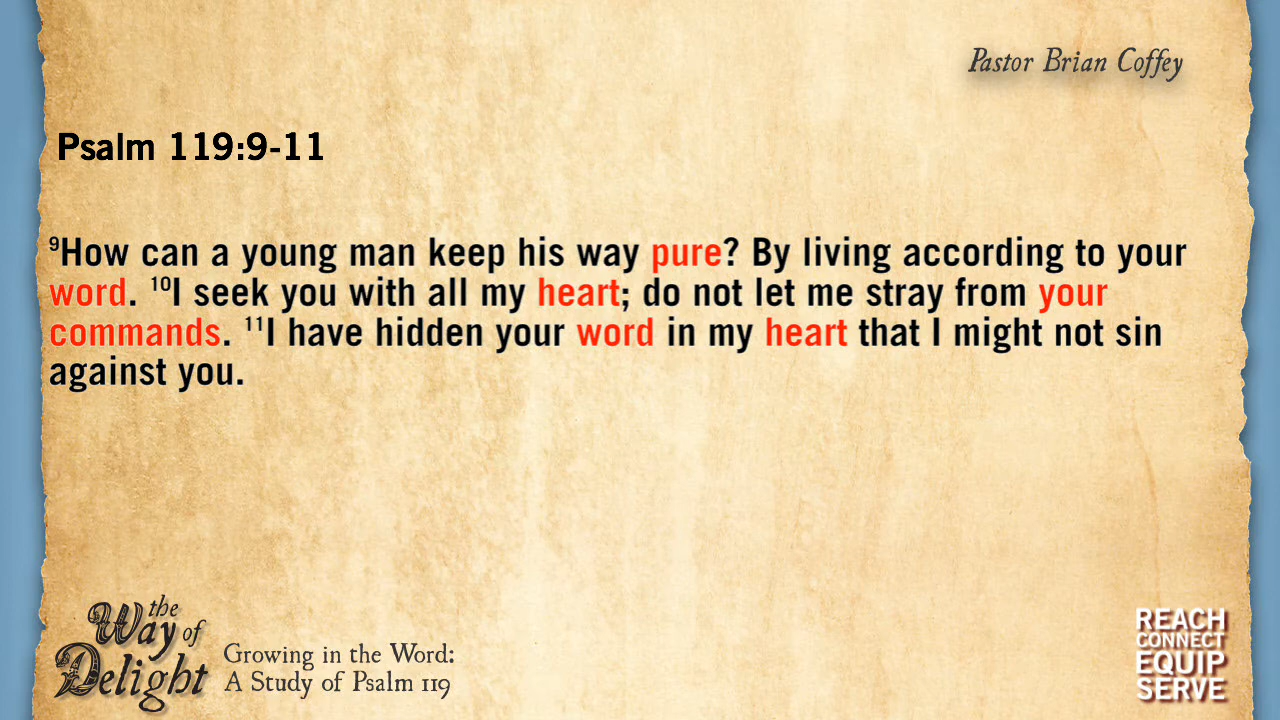 Pastor Brian Coffey
Psalm 119:9-11
⁹How can a young man keep his way pure? By living according to your
word. ¹⁰I seek you with all my heart; do not let me stray from your
commands. ¹¹I have hidden your word in my heart that I might not sin
against you.
the
Way of
Delight
Growing in the Word:
A Study of Psalm 119
REACH
CONNECT
EQUIP
SERVE